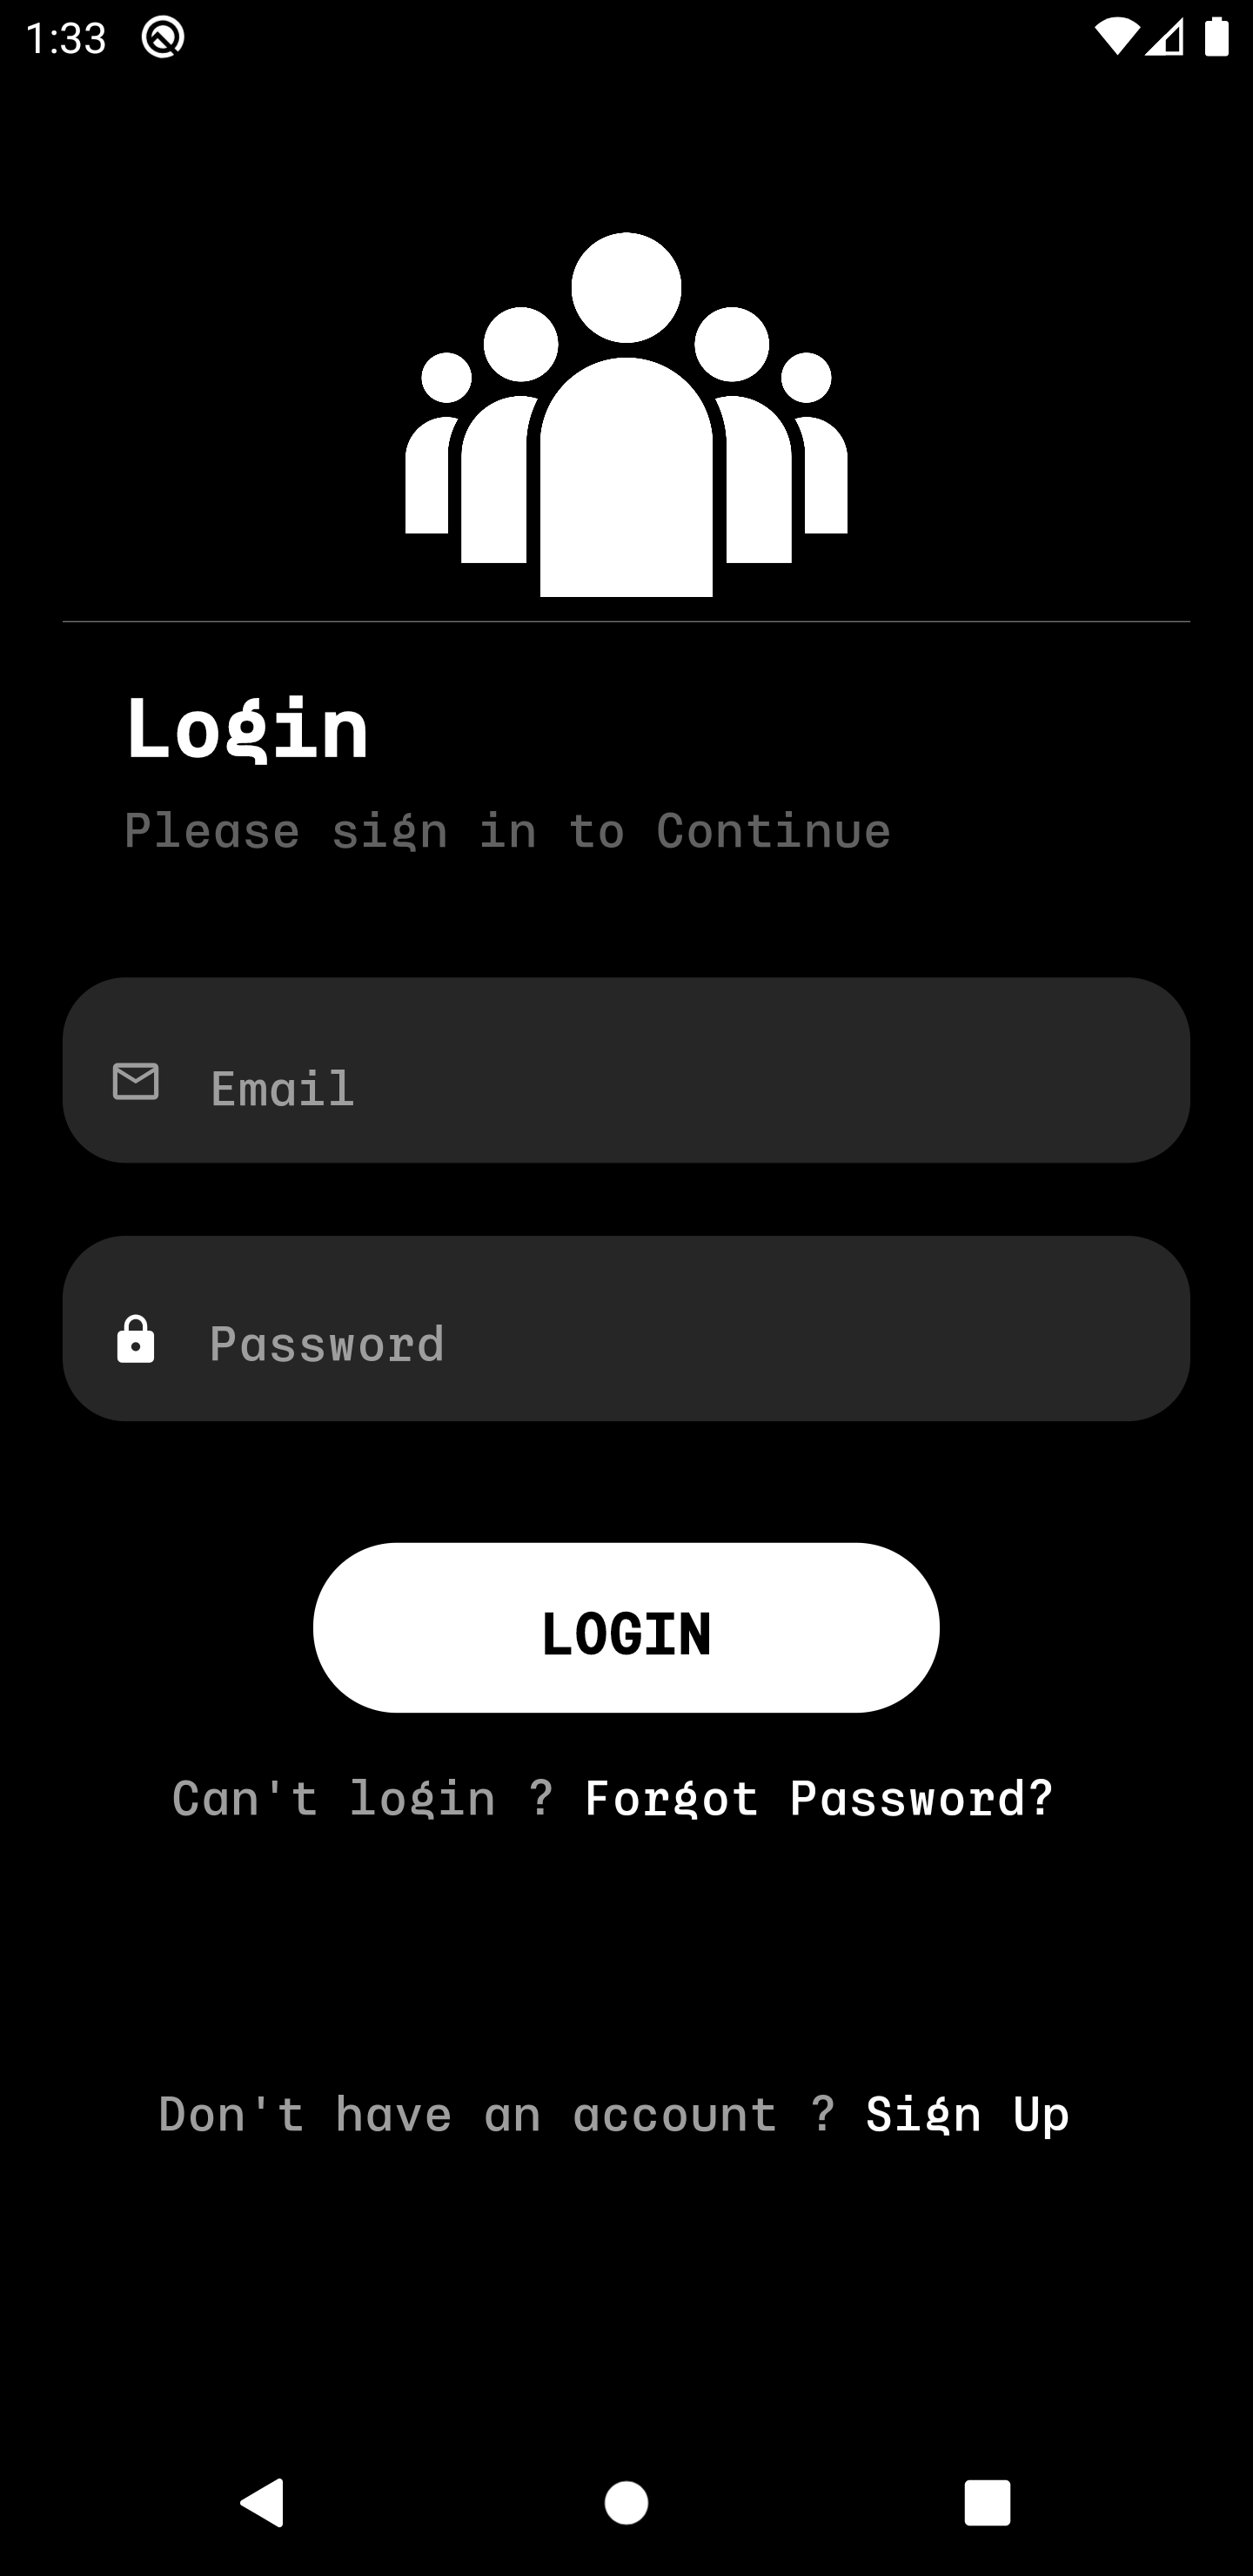 1:33
Login
Please sign in to Continue
Email
Password
LOGIN
Can't login ? Forgot Password?
Don't have an account ? Sign Up